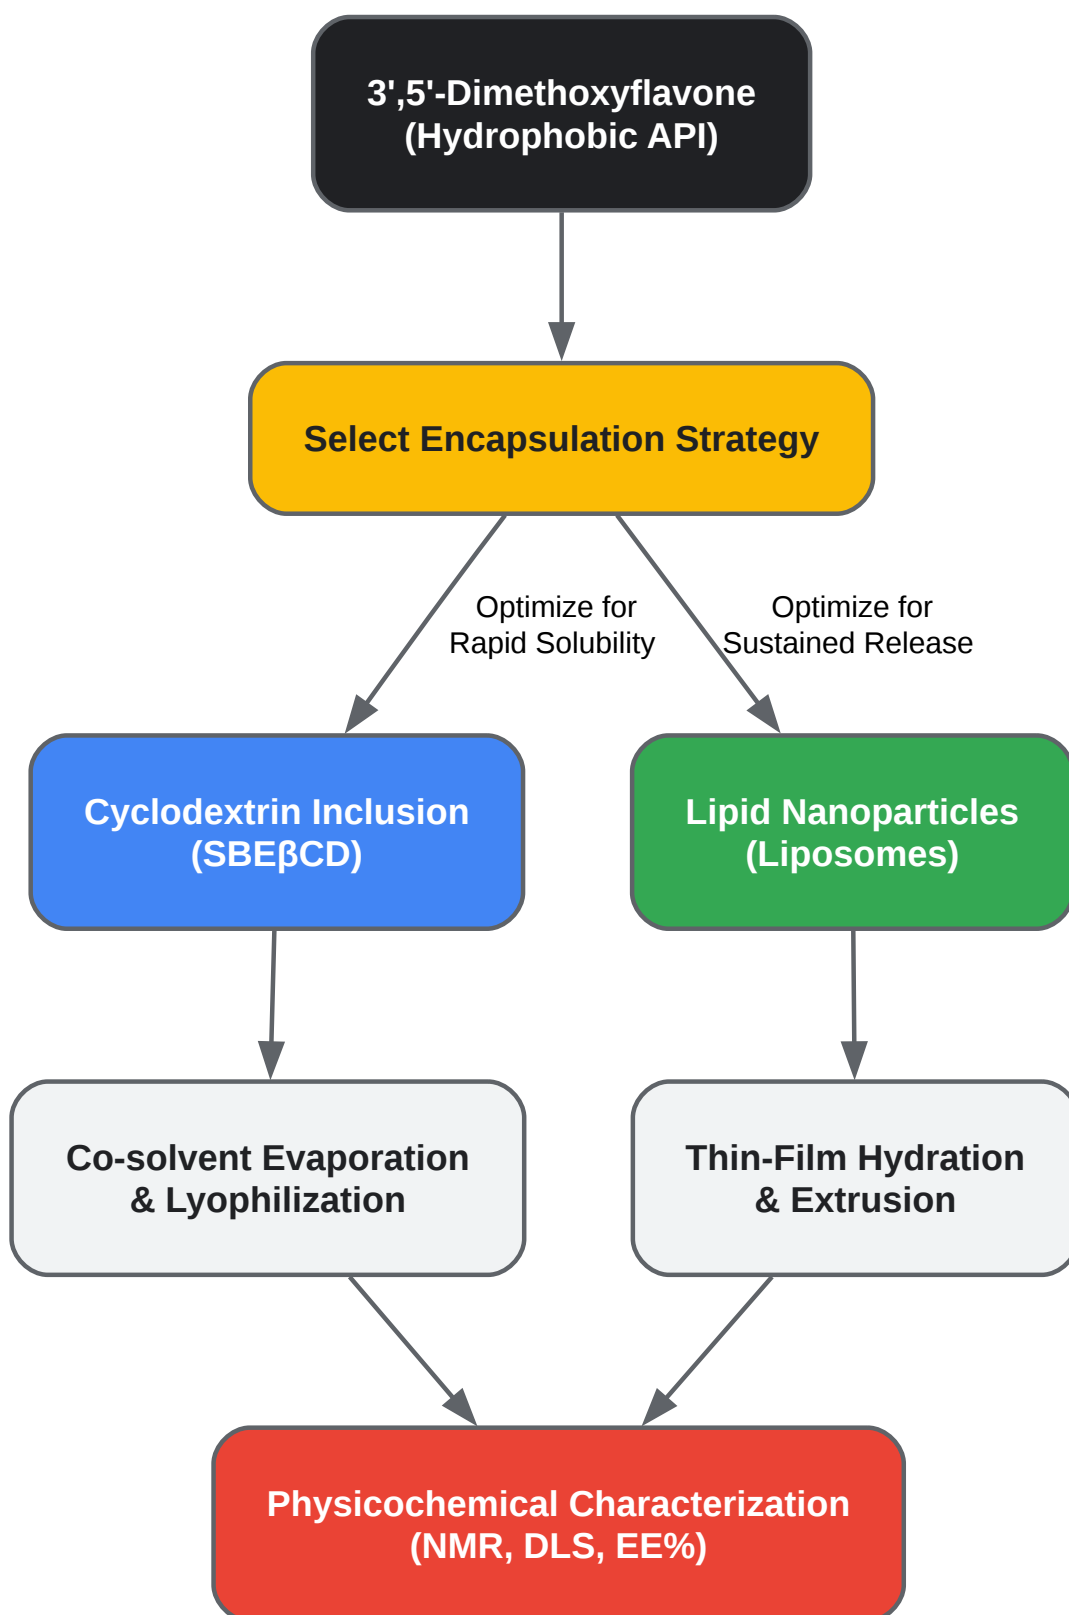 3',5'-Dimethoxyflavone
(Hydrophobic API)
Select Encapsulation Strategy
Optimize for
Rapid Solubility
Optimize for
Sustained Release
Cyclodextrin Inclusion
(SBEβCD)
Lipid Nanoparticles
(Liposomes)
Co-solvent Evaporation
& Lyophilization
Thin-Film Hydration
& Extrusion
Physicochemical Characterization
(NMR, DLS, EE%)